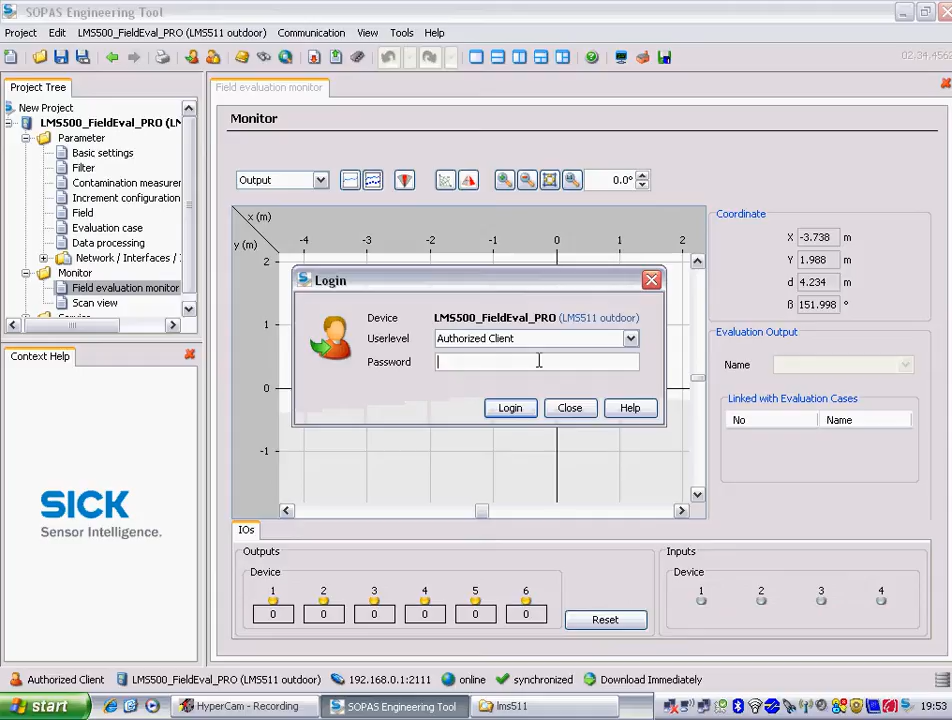 SOPAS Engineering Tool
Project Edit LMS500_FieldEval_PRO (LMS511 outdoor) Communication View Tools Help
Project Tree
New Project
LMS500_FieldEval_PRO (LM
Parameter
Basic settings
Filter
Contamination measurer
Increment configuration
Field
Evaluation case
Data processing
Network / Interfaces / 
Monitor
Field evaluation monitor
Scan view
Context Help
SICK
Sensor Intelligence.
Field evaluation monitor
Monitor
Output
0.0°
x (m)
y (m)
-4 -3 -2 -1 0 1 2
2
1
0
-1
Login
Device LMS500_FieldEval_PRO (LMS511 outdoor)
Userlevel Authorized Client
Password
Login Close Help
Coordinate
X -3.738 m
Y 1.988 m
d 4.234 m
ß 151.998 °
Evaluation Output
Name
Linked with Evaluation Cases
No Name
IOs
Outputs
Device
1 2 3 4 5 6
0 0 0 0 0 0
Reset
Inputs
Device
1 2 3 4
Authorized Client LMS500_FieldEval_PRO (LMS511 outdoor) 192.168.0.1:2111 online synchronized Download Immediately
start HyperCam - Recording SOPAS Engineering Tool lms511 19:53